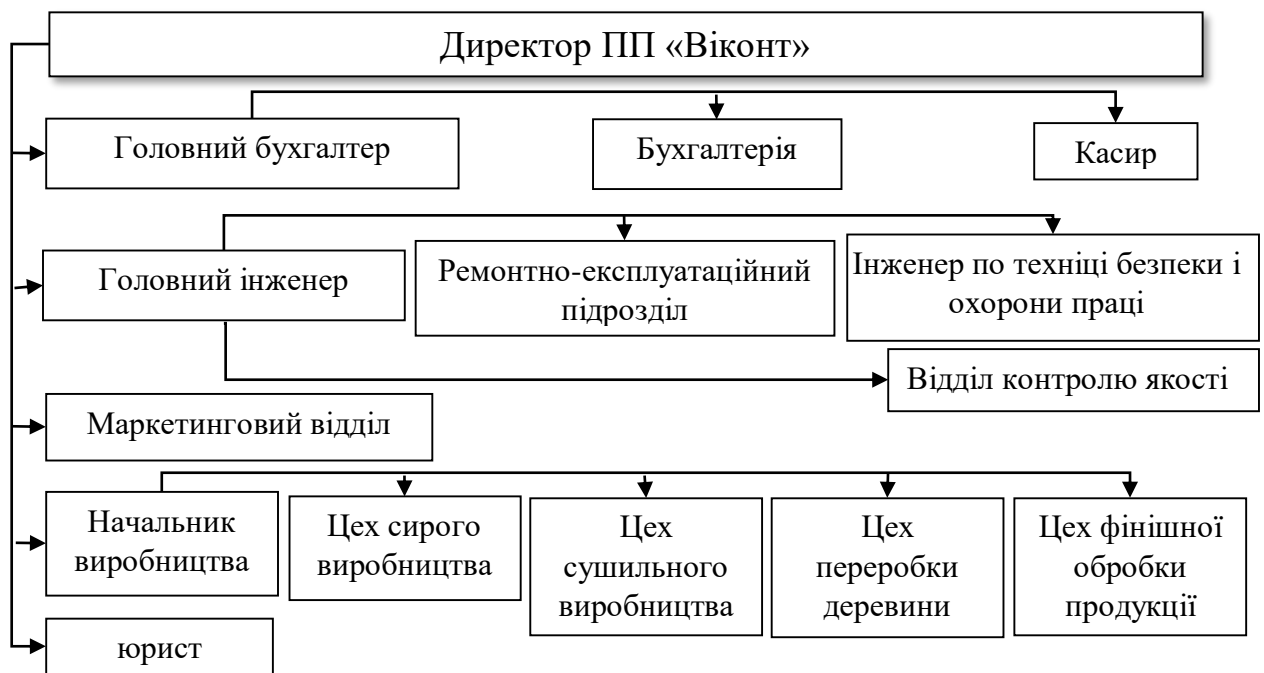 Директор ПП «Віконт»
Головний бухгалтер
Бухгалтерія
Касир
Головний інженер
Ремонтно-експлуатаційний
підрозділ
Інженер по техніці безпеки і
охорони праці
Відділ контролю якості
Маркетинговий відділ
Начальник
виробництва
Цех сирого
виробництва
Цех
сушильного
виробництва
Цех
переробки
деревини
Цех фінішної
обробки
продукції
юрист